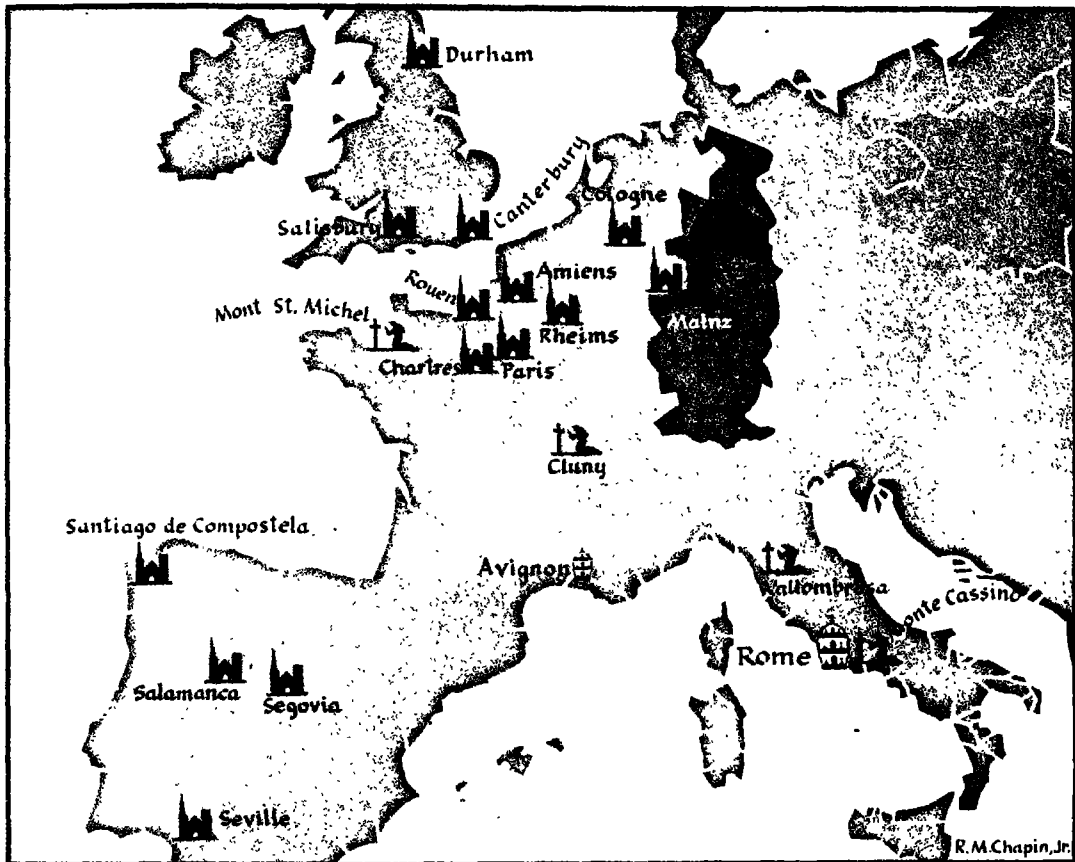 Durham
Canterbury
Cologne
Salisbury
Amiens
Rouen
Mont St. Michel
Rheims
Mainz
Chartres
Paris
Cluny
Santiago de Compostela
Avignon
Vallombrosa
onte Cassino
Rome
Salamanca
Segovia
Seville
R.M.Chapin,Jr.